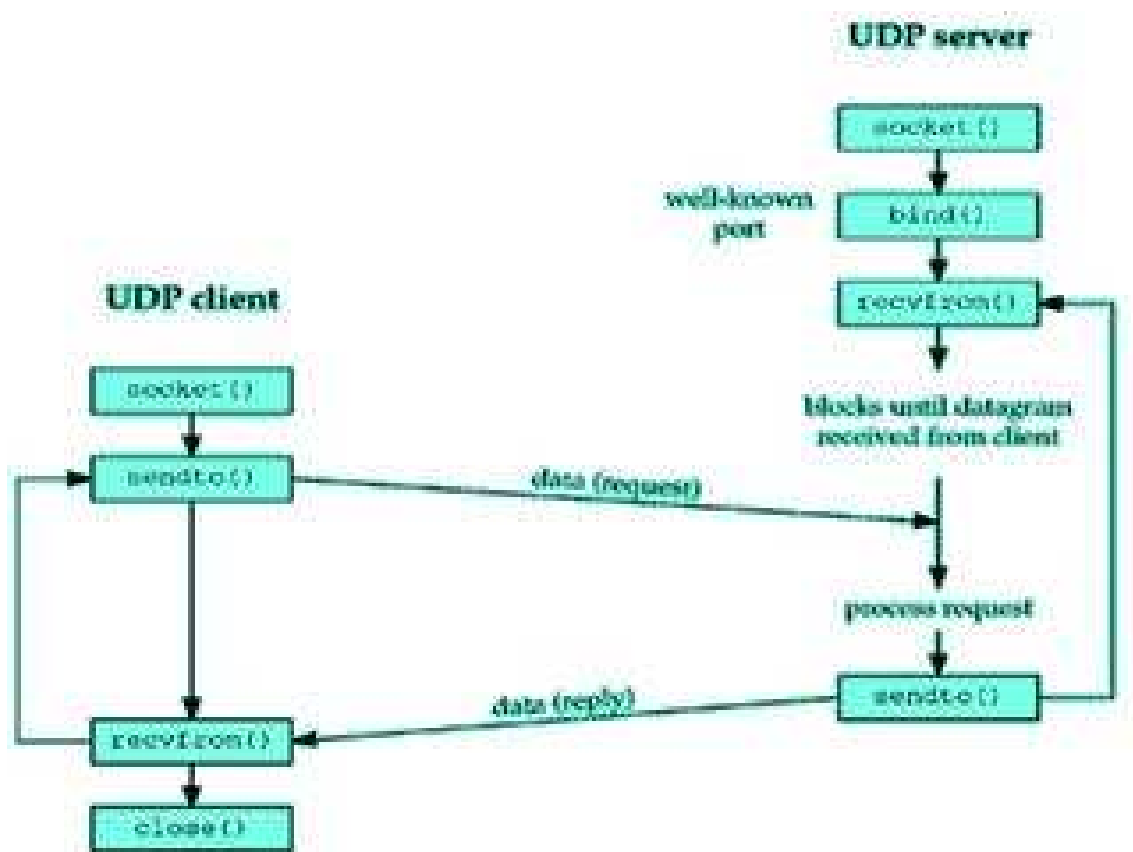 UDP server
socket()
well-known
port
bind()
UDP client
recvfrom()
socket()
blocks until datagram
received from client
sendto()
data (request)
process request
data (reply)
sendto()
recvfrom()
close()